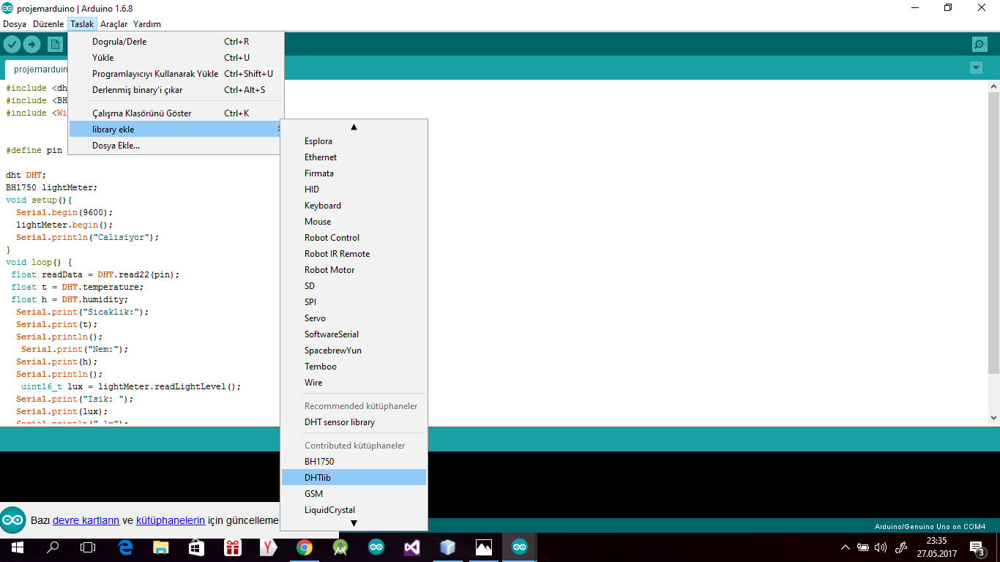 projemarduino | Arduino 1.6.8
Dosya Düzenle Taslak Araçlar Yardım
Dogrula/Derle Ctrl+R
Yükle Ctrl+U
Programlayıcıyı Kullanarak Yükle Ctrl+Shift+U
Derlenmiş binary'i çıkar Ctrl+Alt+S
Çalışma Klasörünü Göster Ctrl+K
library ekle
Dosya Ekle...
projemarduin
#include <dh
#include <BH
#include <Wi
#define pin
dht DHT;
BH1750 lightMeter;
void setup(){
Serial.begin(9600);
lightMeter.begin();
Serial.println("Calisiyor");
}
void loop() {
float readData = DHT.read22(pin);
float t = DHT.temperature;
float h = DHT.humidity;
Serial.print("Sicaklik:");
Serial.print(t);
Serial.println();
Serial.print("Nem:");
Serial.print(h);
Serial.println();
uint16_t lux = lightMeter.readLightLevel();
Serial.print("Isik: ");
Serial.print(lux);
Serial.println(" lx");
Esplora
Ethernet
Firmata
HID
Keyboard
Mouse
Robot Control
Robot IR Remote
Robot Motor
SD
SPI
Servo
SoftwareSerial
SpacebrewYun
Temboo
Wire
Recommended kütüphaneler
DHT sensor library
Contributed kütüphaneler
BH1750
DHTlib
GSM
LiquidCrystal
Bazı devre kartların ve kütüphanelerin için güncelleme
Arduino/Genuino Uno on COM4
23:35
27.05.2017
3